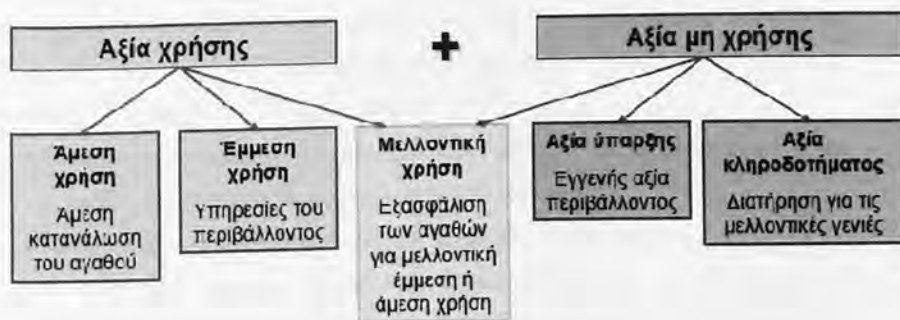 Αξία χρήσης
+
Αξία μη χρήσης
Άμεση
χρήση
Άμεση
κατανάλωση
του αγαθού
Έμμεση
χρήση
Υπηρεσίες του
περιβάλλοντος
Μελλοντική
χρήση
Εξασφάλιση
των αγαθών
για μελλοντική
έμμεση ή
άμεση χρήση
Αξία ύπαρξης
Εγγενής αξία
περιβάλλοντος
Αξία
κληροδοτήματος
Διατήρηση για τις
μελλοντικές γενιές